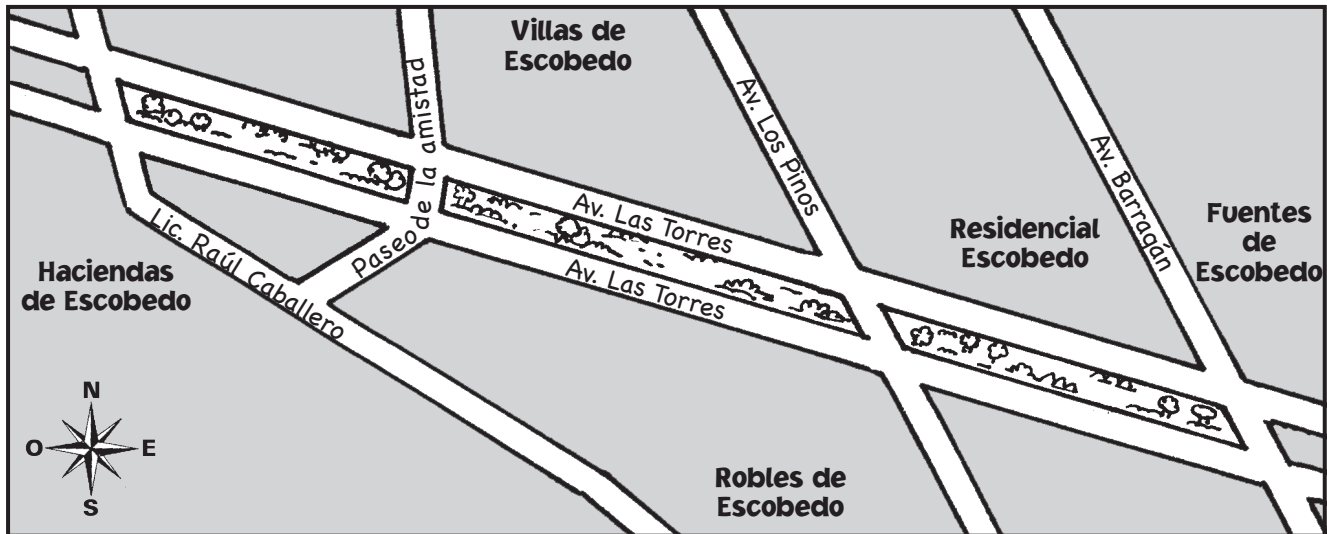 Villas de
Escobedo
Paseo de la amistad
Av. Los Pinos
Av. Barragán
Av. Las Torres
Av. Las Torres
Residencial
Escobedo
Fuentes
de
Escobedo
Lic. Raúl Caballero
Haciendas
de Escobedo
N
O
E
S
Robles de
Escobedo